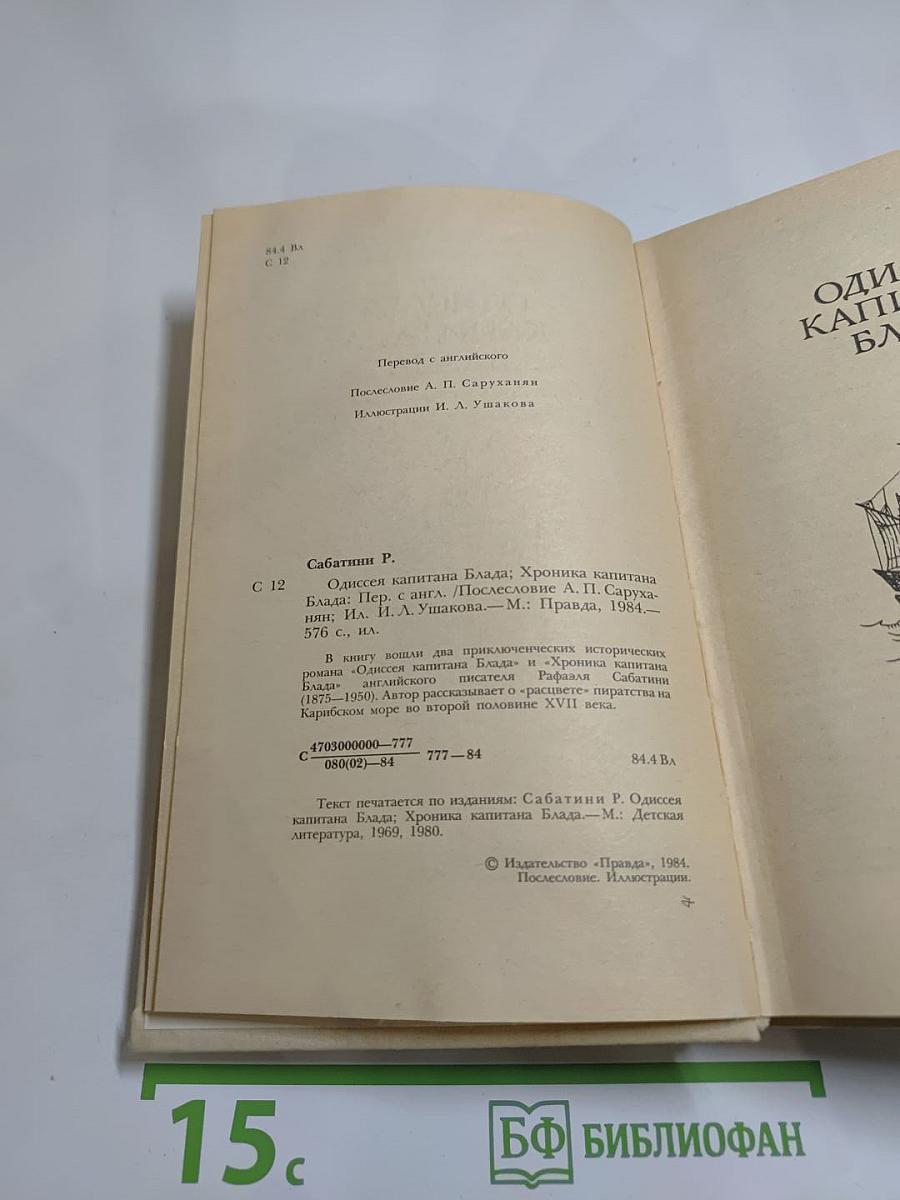 84.4 Вл
С 12
Перевод с английского
Послесловие А. П. Саруханян
Иллюстрации И. Л. Ушакова
Сабатини Р.
С 12 Одиссея капитана Блада; Хроника капитана
Блада: Пер. с англ. /Послесловие А. П. Саруха-
нян; Ил. И. Л. Ушакова.— М.: Правда, 1984.—
576 с., ил.
В книгу вошли два приключенческих исторических
романа «Одиссея капитана Блада» и «Хроника капитана
Блада» английского писателя Рафаэля Сабатини
(1875—1950). Автор рассказывает о «расцвете» пиратства на
Карибском море во второй половине XVII века.
С 4703000000—777
080(02)—84 777—84
84.4 Вл
Текст печатается по изданиям: Сабатини Р. Одиссея
капитана Блада; Хроника капитана Блада.— М.: Детская
литература, 1969, 1980.
© Издательство «Правда», 1984.
Послесловие. Иллюстрации.
ОДИ
КАПИ
БЛ
15 с
БФ БИБЛИОФАН